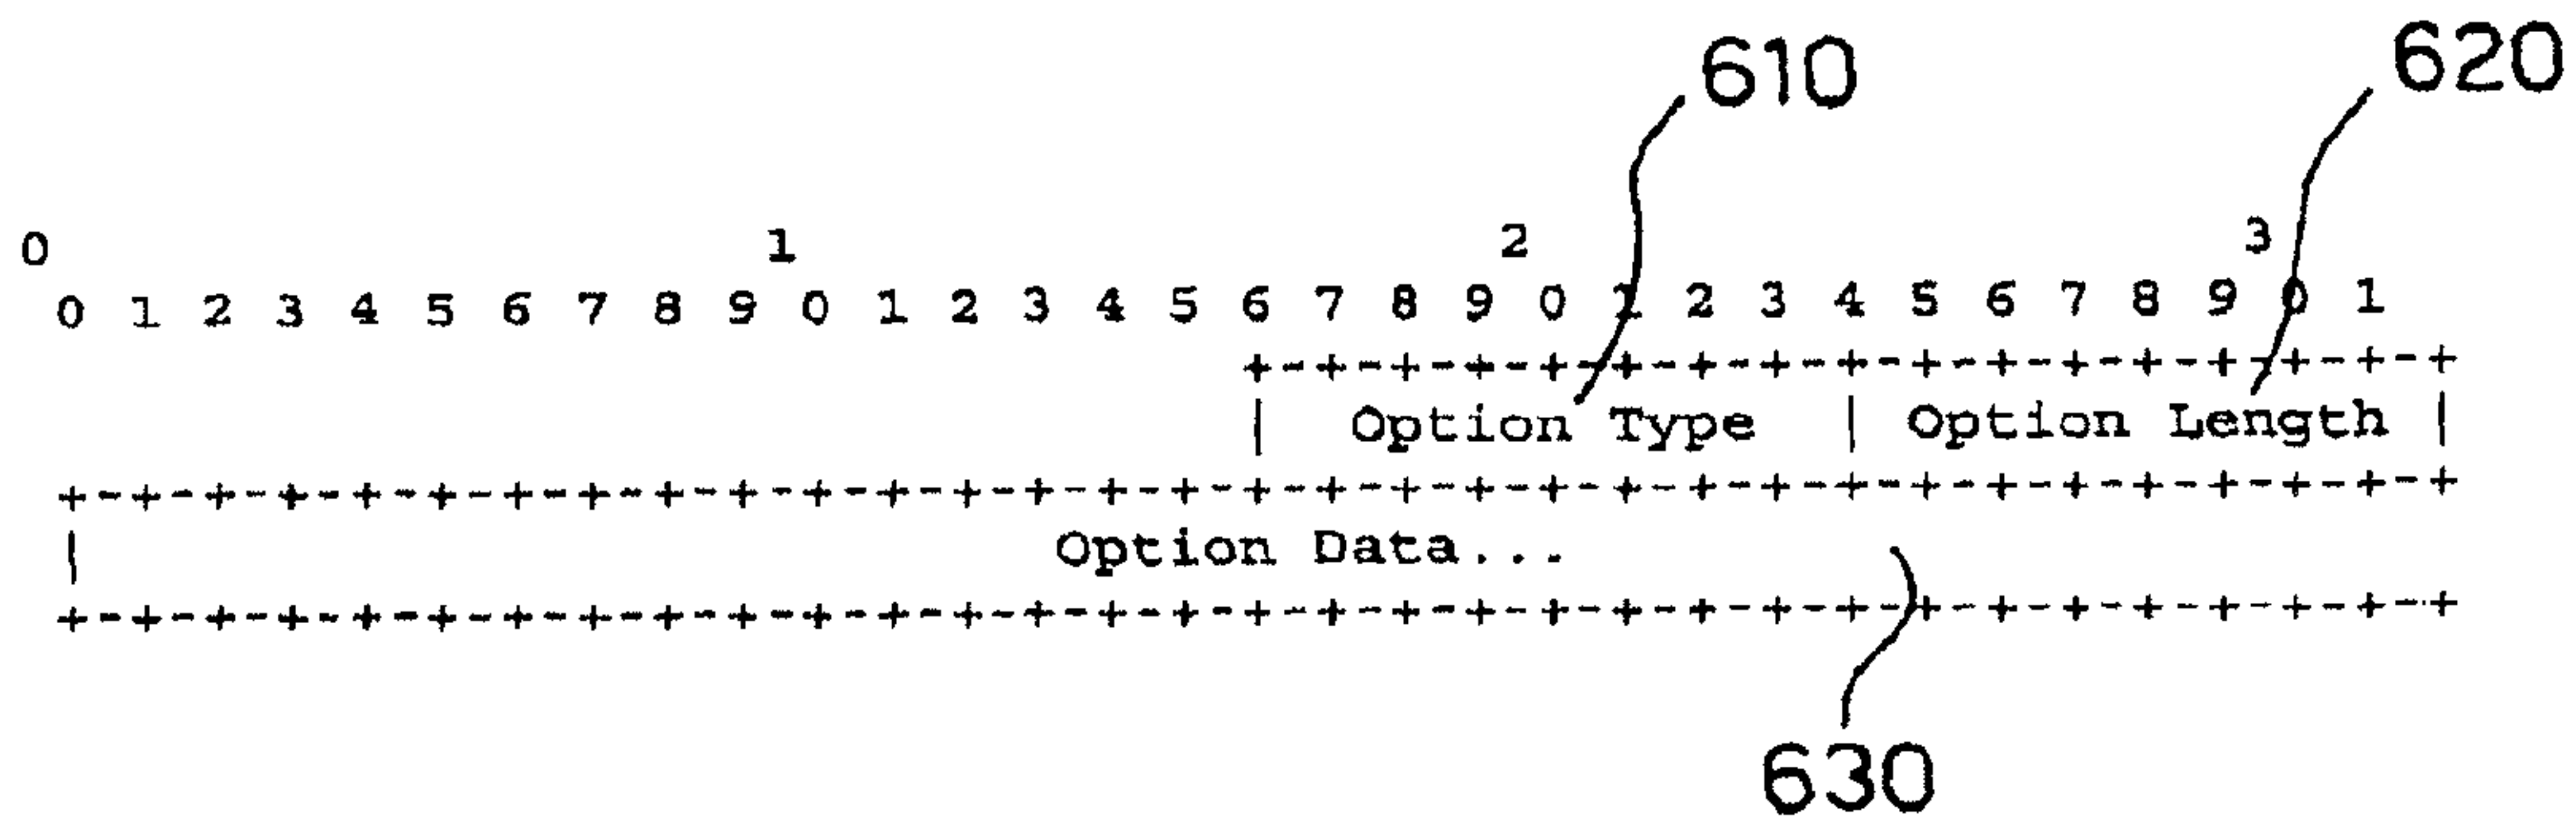 610 620
0 1 2 3
0 1 2 3 4 5 6 7 8 9 0 1 2 3 4 5 6 7 8 9 0 1 2 3 4 5 6 7 8 9 0 1
+-+-+-+-+-+-+-+-+-+-+-+-+-+-+-+-+
| Option Type | Option Length |
+-+-+-+-+-+-+-+-+-+-+-+-+-+-+-+-+-+-+-+-+-+-+-+-+-+-+-+-+-+-+-+-+
| Option Data...
+-+-+-+-+-+-+-+-+-+-+-+-+-+-+-+-+-+-+-+-+-+-+-+-+-+-+-+-+-+-+-+-+
630